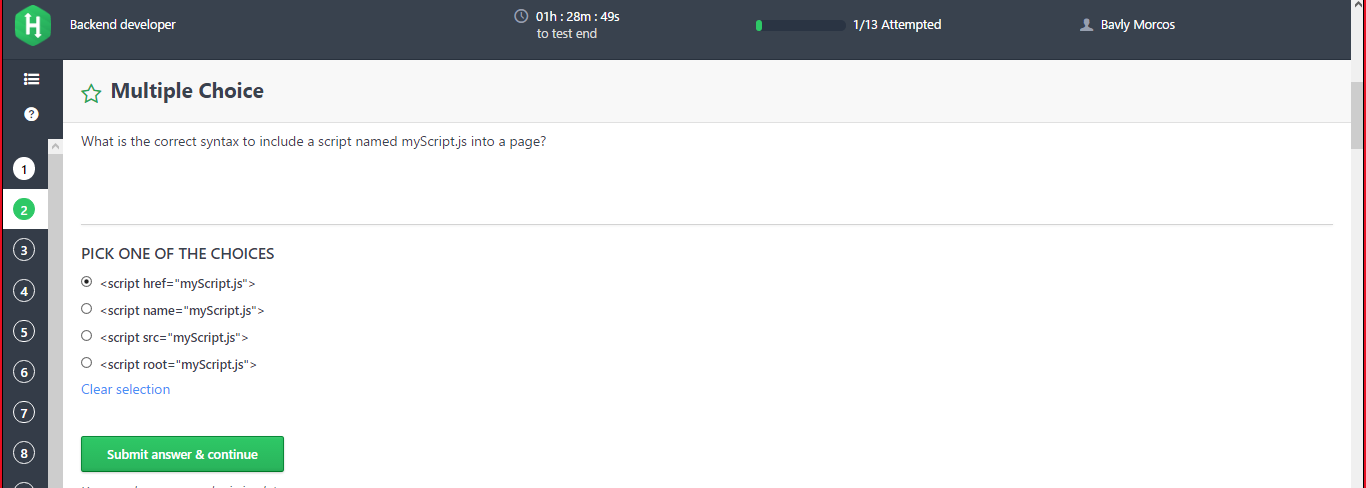 Backend developer
01h : 28m : 49s
to test end
1/13 Attempted
Bavly Morcos
Multiple Choice
What is the correct syntax to include a script named myScript.js into a page?
1
2
3
4
5
6
7
8
PICK ONE OF THE CHOICES
<script href="myScript.js">
<script name="myScript.js">
<script src="myScript.js">
<script root="myScript.js">
Clear selection
Submit answer & continue